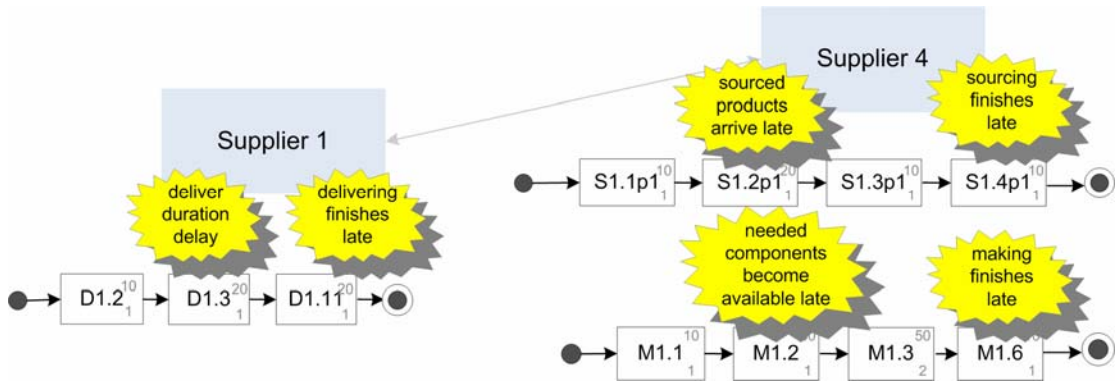 Supplier 4
sourced
products
arrive late
sourcing
finishes
late
Supplier 1
S1.1p1 10 1
S1.2p1 20 1
S1.3p1 10 1
S1.4p1 10 1
deliver
duration
delay
delivering
finishes
late
needed
components
become
available late
making
finishes
late
D1.2 10 1
D1.3 20 1
D1.11 20 1
M1.1 10 1
M1.2 1
M1.3 50 2
M1.6 1